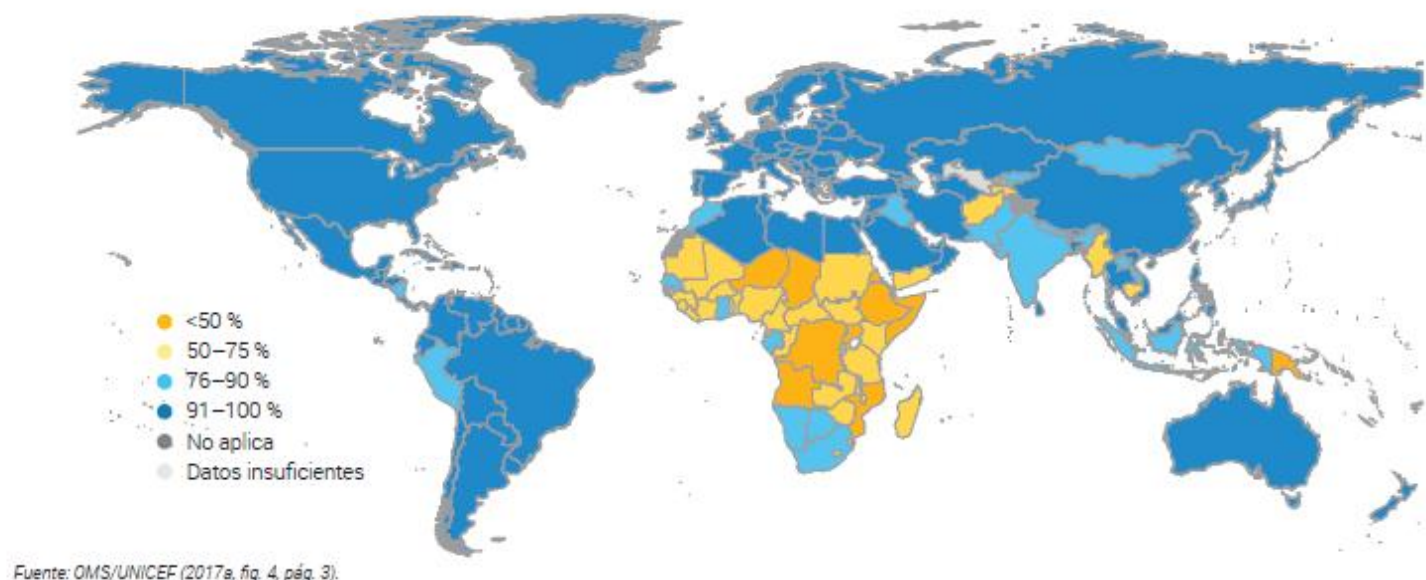 <50 %
50–75 %
76–90 %
91–100 %
No aplica
Datos insuficientes
Fuente: OMS/UNICEF (2017a, fig. 4, pág. 3).